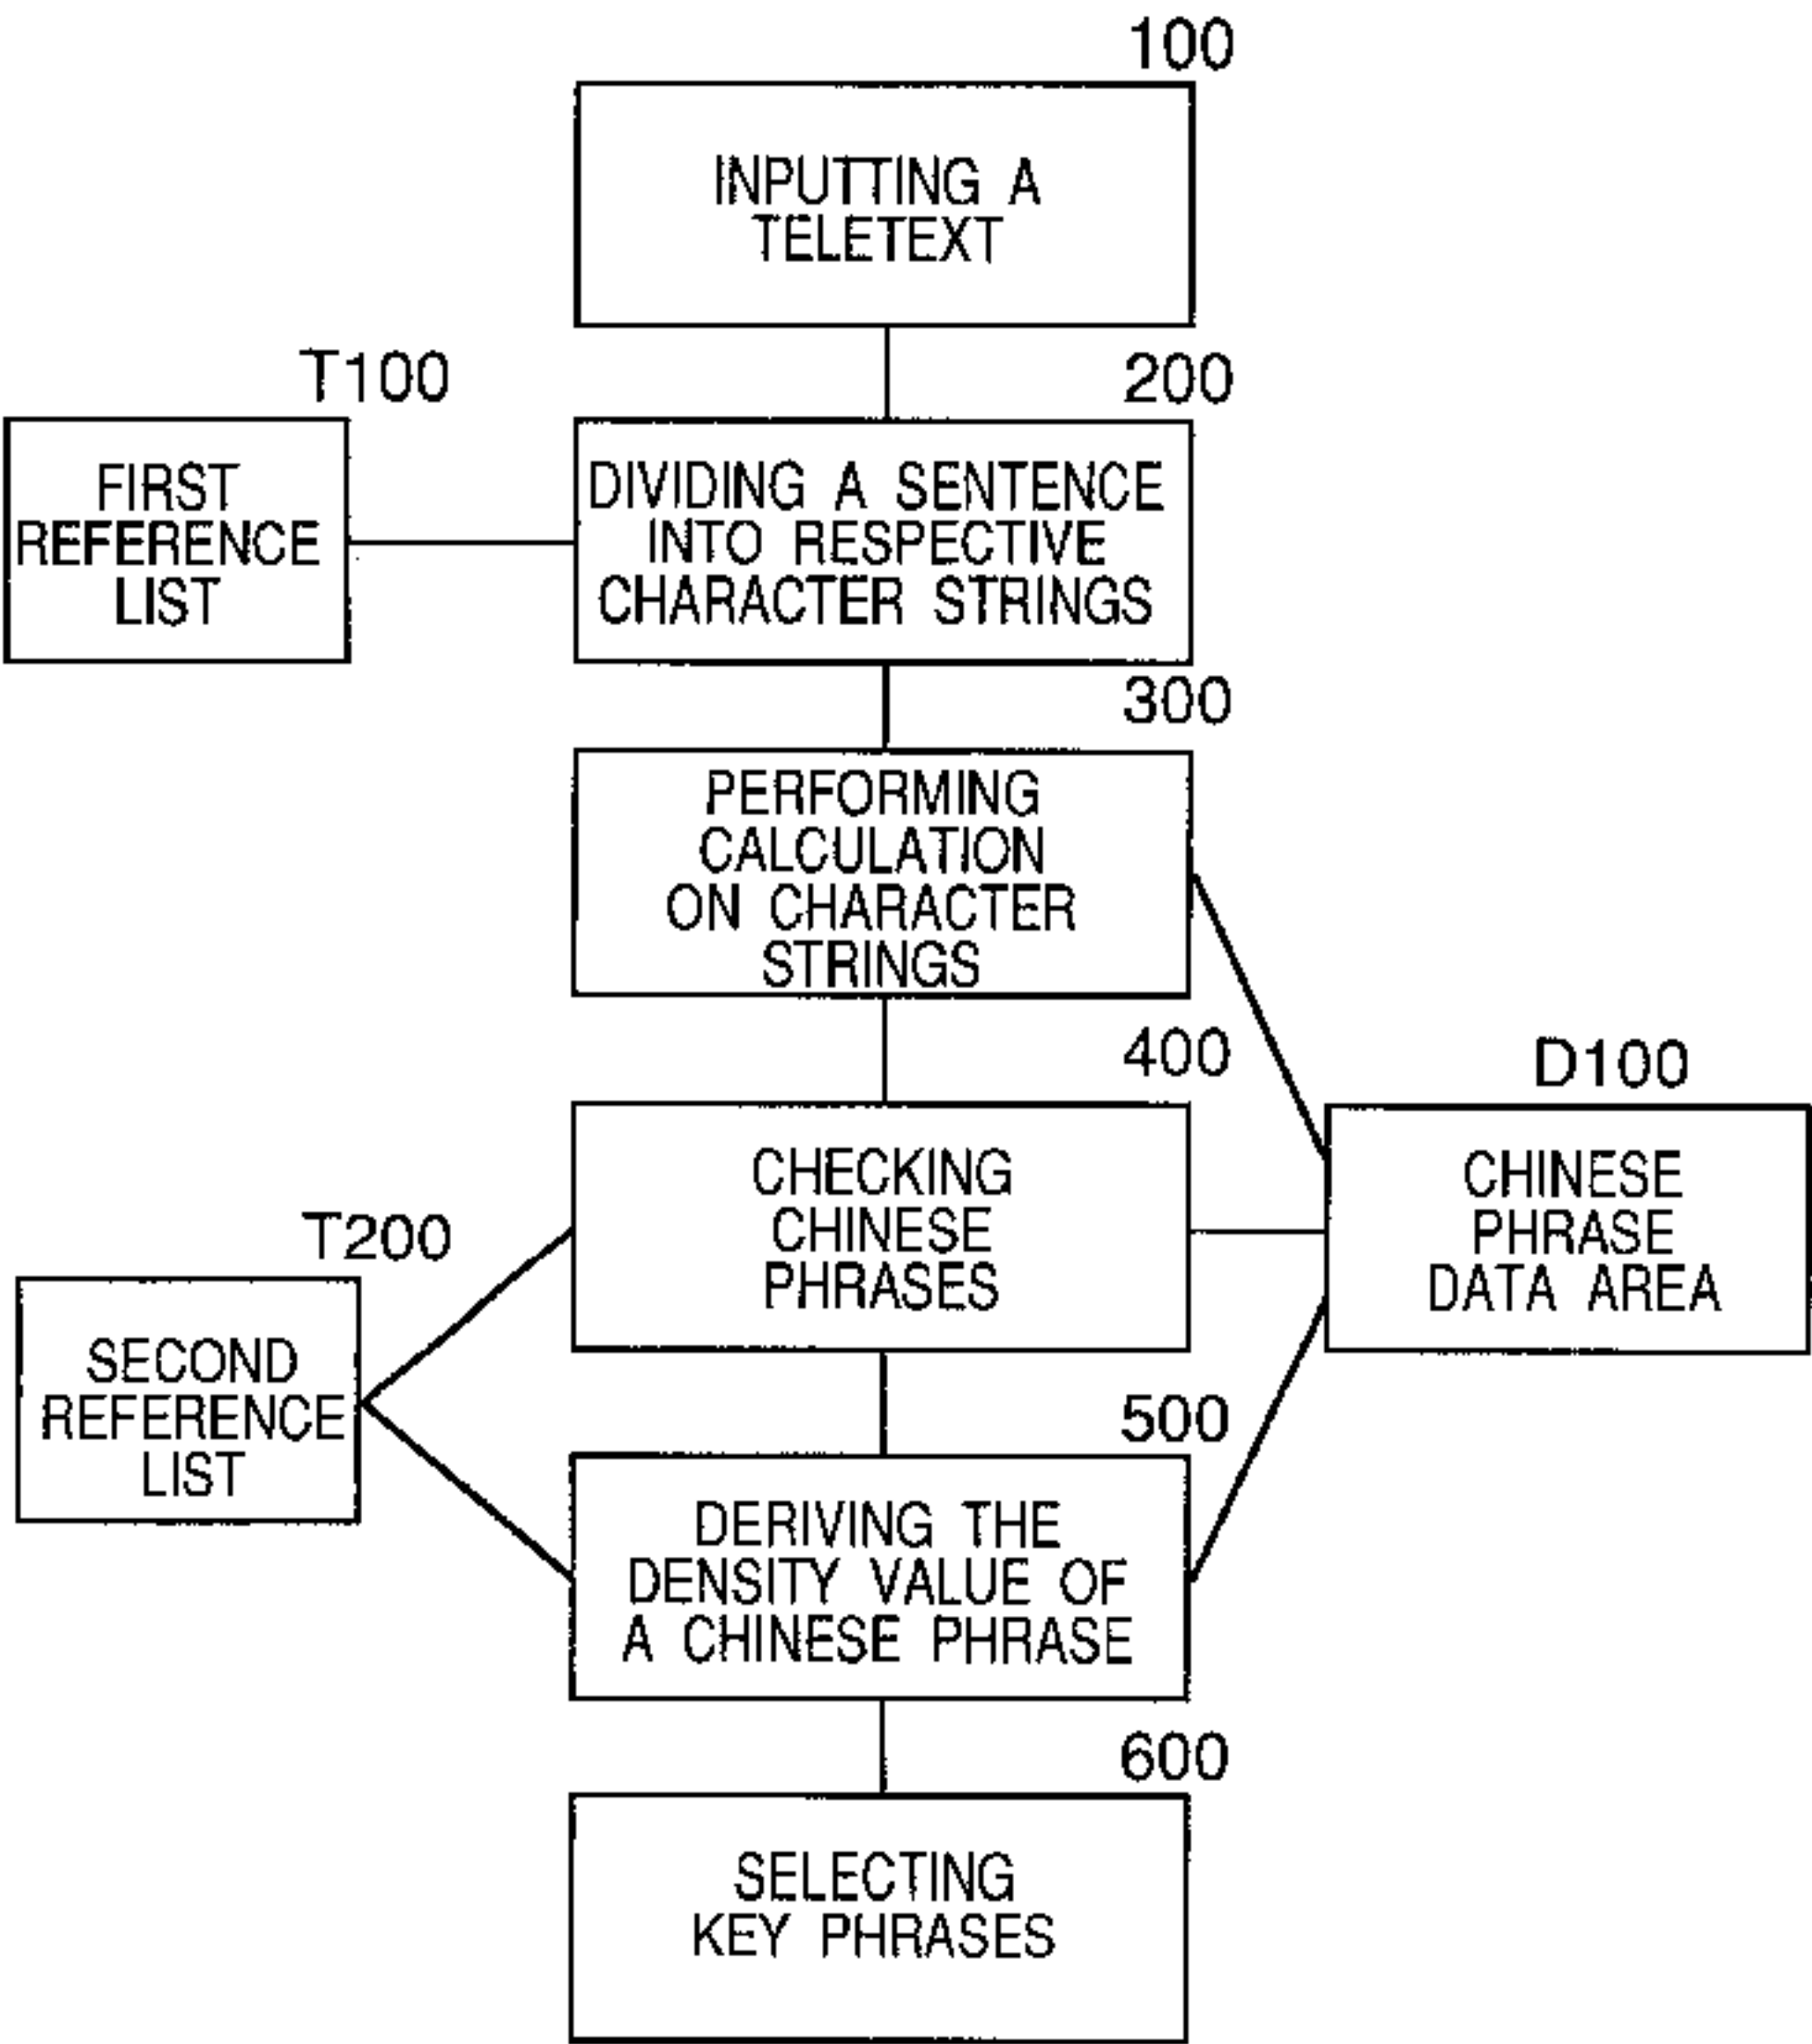 100
INPUTTING A
TELETEXT
T100
FIRST
REFERENCE
LIST
200
DIVIDING A SENTENCE
INTO RESPECTIVE
CHARACTER STRINGS
300
PERFORMING
CALCULATION
ON CHARACTER
STRINGS
400
CHECKING
CHINESE
PHRASES
D100
CHINESE
PHRASE
DATA AREA
T200
SECOND
REFERENCE
LIST
500
DERIVING THE
DENSITY VALUE OF
A CHINESE PHRASE
600
SELECTING
KEY PHRASES